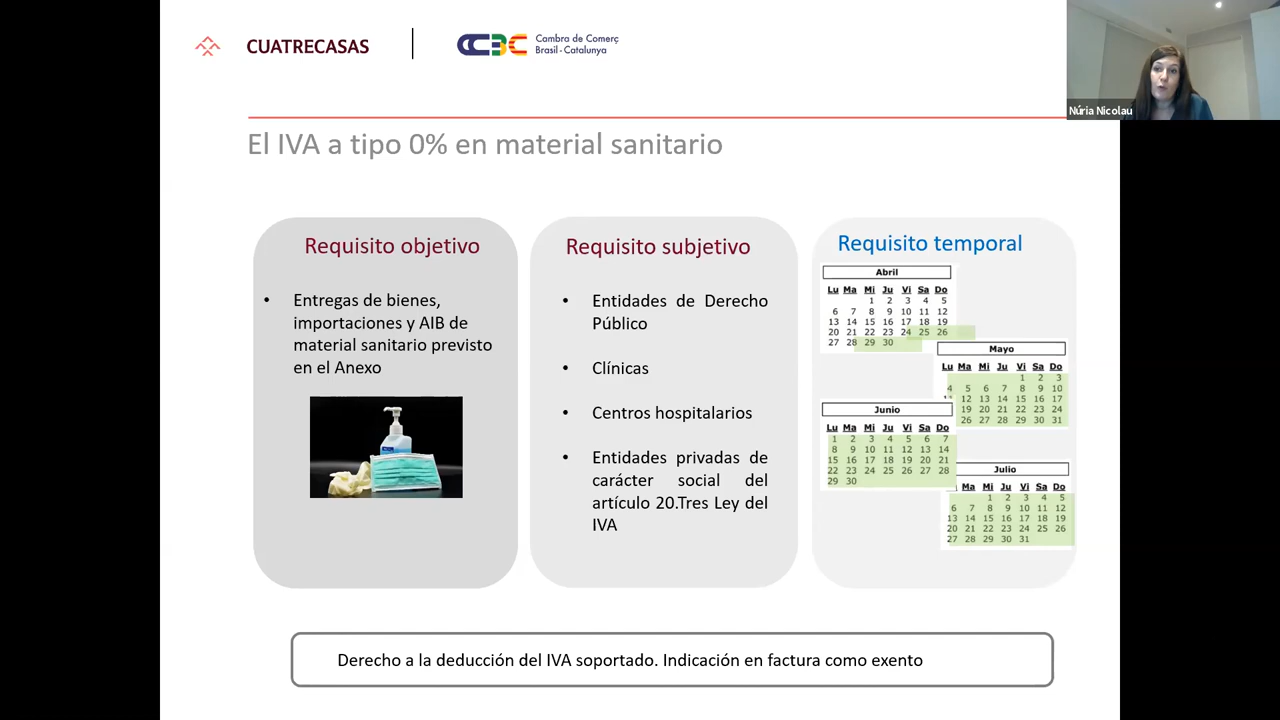 CUATRECASAS
CCBC
Cambra de Comerç
Brasil - Catalunya
Núria Nicolau
El IVA a tipo 0% en material sanitario
Requisito objetivo
• Entregas de bienes,
importaciones y AIB de
material sanitario previsto
en el Anexo
Requisito subjetivo
• Entidades de Derecho
Público
• Clínicas
• Centros hospitalarios
• Entidades privadas de
carácter social del
artículo 20.Tres Ley del
IVA
Requisito temporal
Abril
Lu Ma Mi Ju Vi Sa Do
1 2 3 4 5
6 7 8 9 10 11 12
13 14 15 16 17 18 19
20 21 22 23 24 25 26
27 28 29 30
Mayo
Lu Ma Mi Ju Vi Sa Do
1 2 3
4 5 6 7 8 9 10
12 13 14 15 16 17
19 20 21 22 23 24
26 27 28 29 30 31
Junio
Lu Ma Mi Ju Vi Sa Do
1 2 3 4 5 6 7
8 9 10 11 12 13 14
15 16 17 18 19 20 21
22 23 24 25 26 27 28
29 30
Julio
Ma Mi Ju Vi Sa Do
1 2 3 4 5
6 7 8 9 10 11 12
13 14 15 16 17 18 19
20 21 22 23 24 25 26
27 28 29 30 31
Derecho a la deducción del IVA soportado. Indicación en factura como exento